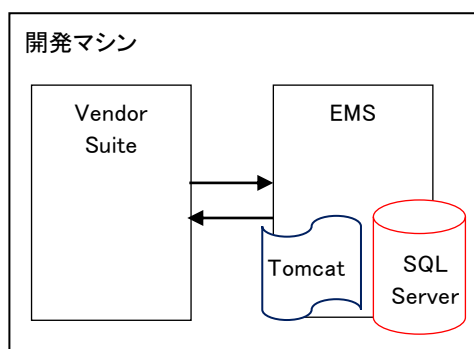 開発マシン
Vendor
Suite
EMS
Tomcat
SQL
Server